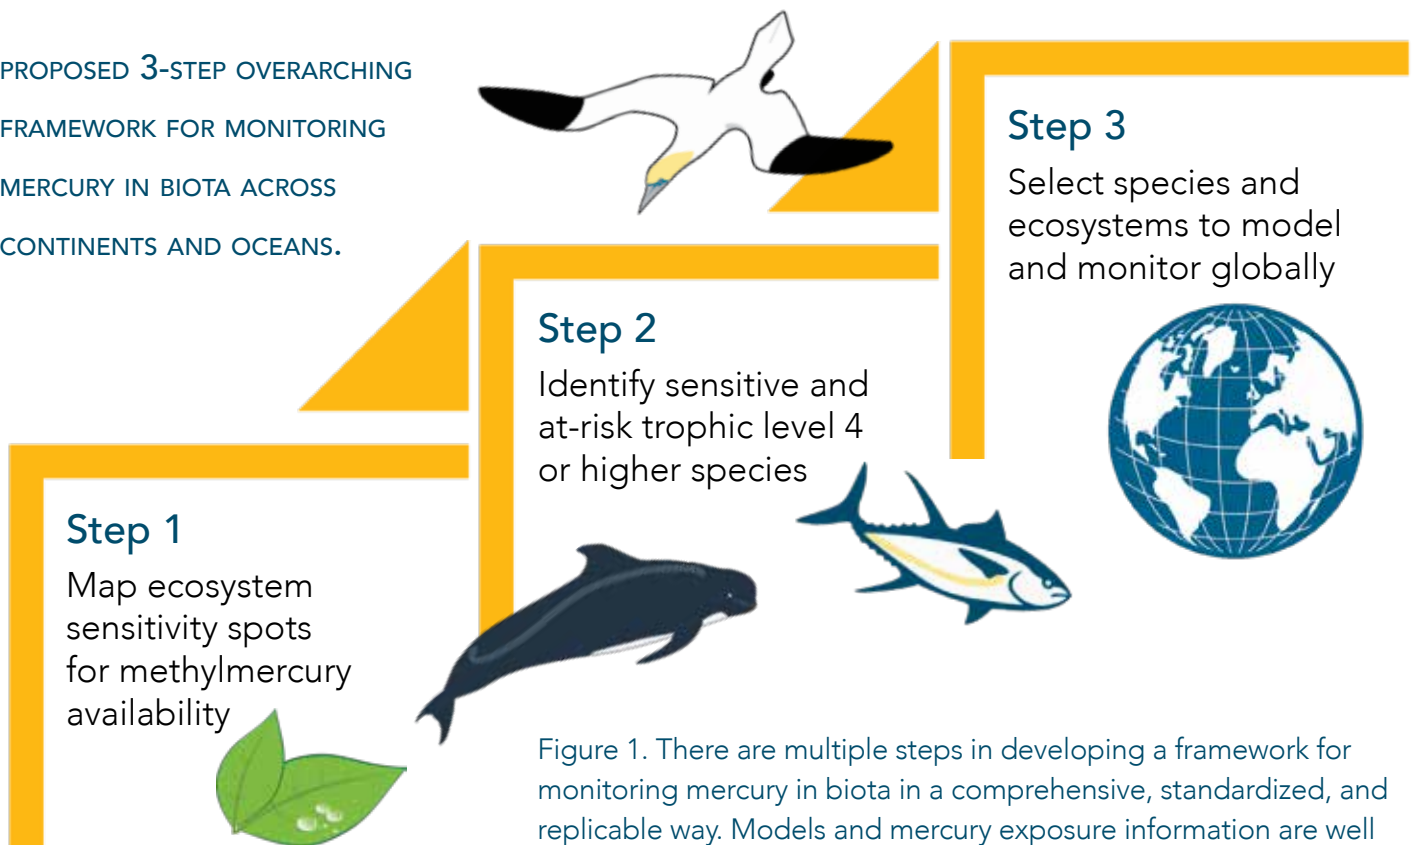 PROPOSED 3-STEP OVERARCHING
FRAMEWORK FOR MONITORING
MERCURY IN BIOTA ACROSS
CONTINENTS AND OCEANS.
Step 1
Map ecosystem
sensitivity spots
for methylmercury
availability
Step 2
Identify sensitive and
at-risk trophic level 4
or higher species
Step 3
Select species and
ecosystems to model
and monitor globally
Figure 1. There are multiple steps in developing a framework for
monitoring mercury in biota in a comprehensive, standardized, and
replicable way. Models and mercury exposure information are well